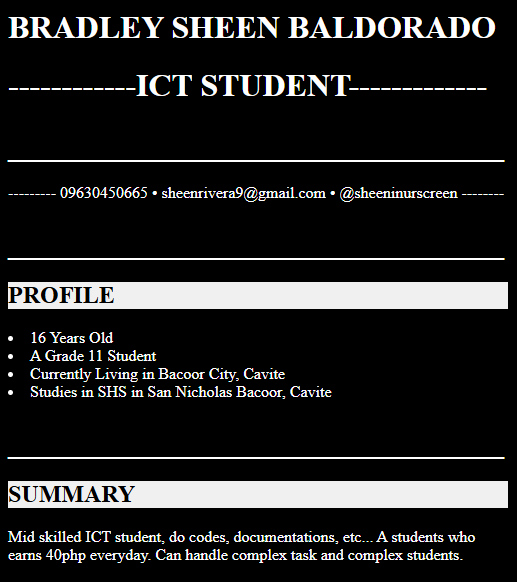 BRADLEY SHEEN BALDORADO
------------ICT STUDENT-------------
--------- 09630450665 • sheenrivera9@gmail.com • @sheeninurscreen --------
PROFILE
• 16 Years Old
• A Grade 11 Student
• Currently Living in Bacoor City, Cavite
• Studies in SHS in San Nicholas Bacoor, Cavite
SUMMARY
Mid skilled ICT student, do codes, documentations, etc... A students who
earns 40php everyday. Can handle complex task and complex students.